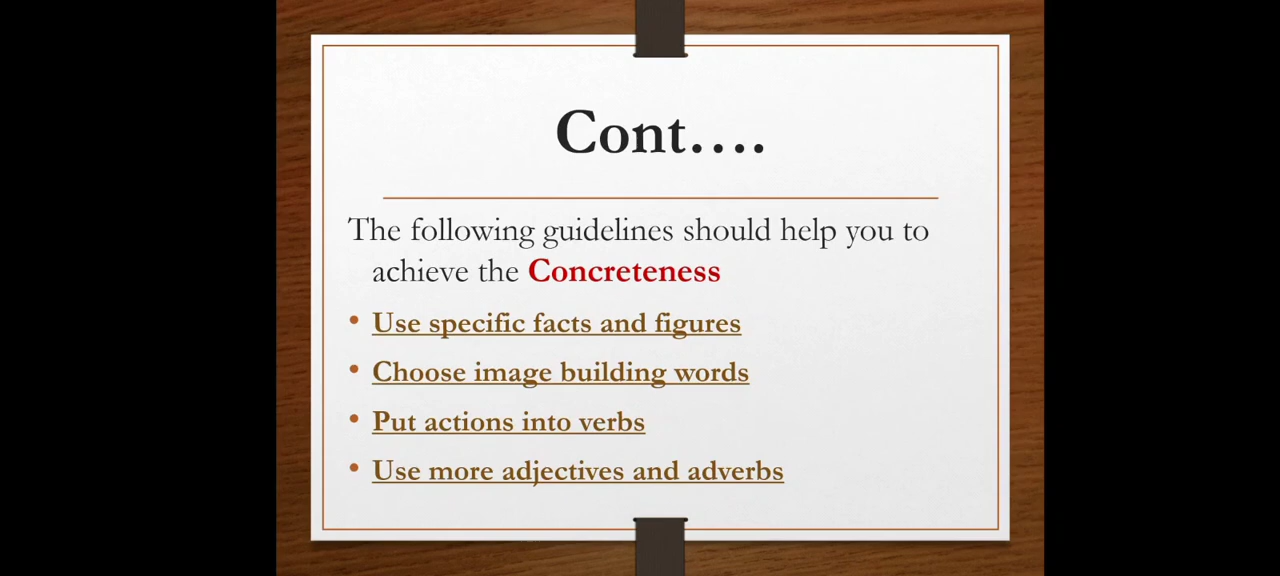 Cont….
The following guidelines should help you to
achieve the Concreteness
• Use specific facts and figures
• Choose image building words
• Put actions into verbs
• Use more adjectives and adverbs